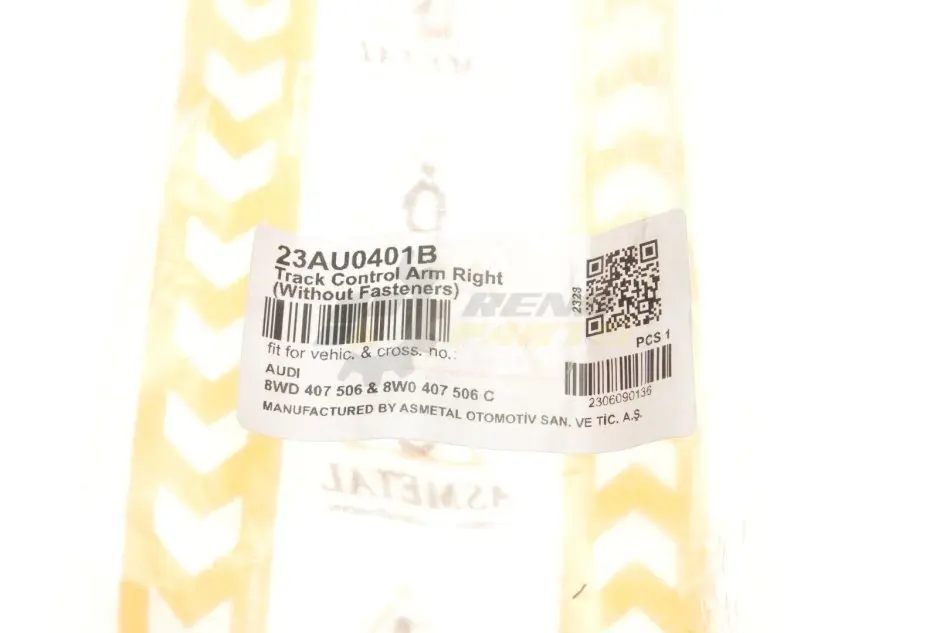 23AU0401B
Track Control Arm Right
(Without Fasteners)
fit for vehic. & cross. no.:
AUDI
8WD 407 506 & 8W0 407 506 C
MANUFACTURED BY ASMETAL OTOMOTİV SAN. VE TİC. A.Ş.
2328
PCS 1
2306090136
ASMETAL